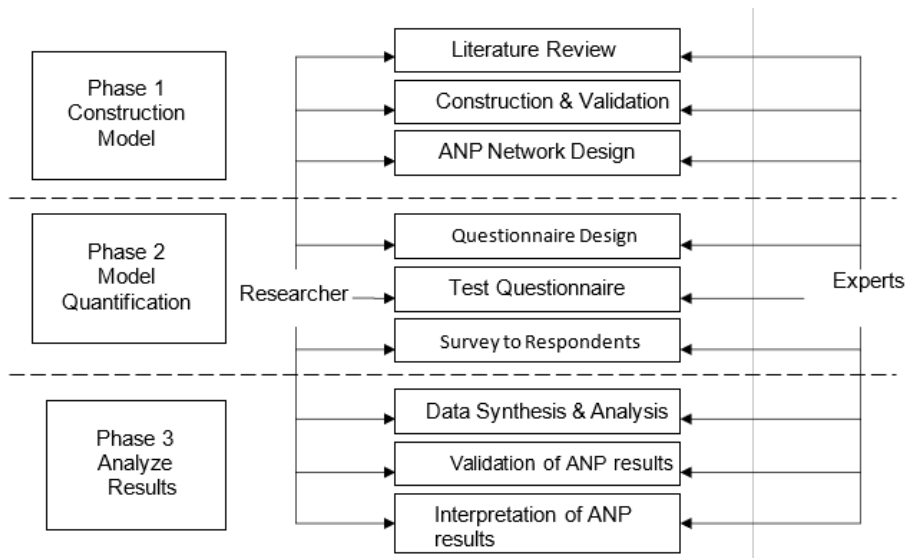 Phase 1
Construction
Model
Literature Review
Construction & Validation
ANP Network Design
Phase 2
Model
Quantification
Researcher
Questionnaire Design
Test Questionnaire
Survey to Respondents
Experts
Phase 3
Analyze
Results
Data Synthesis & Analysis
Validation of ANP results
Interpretation of ANP
results